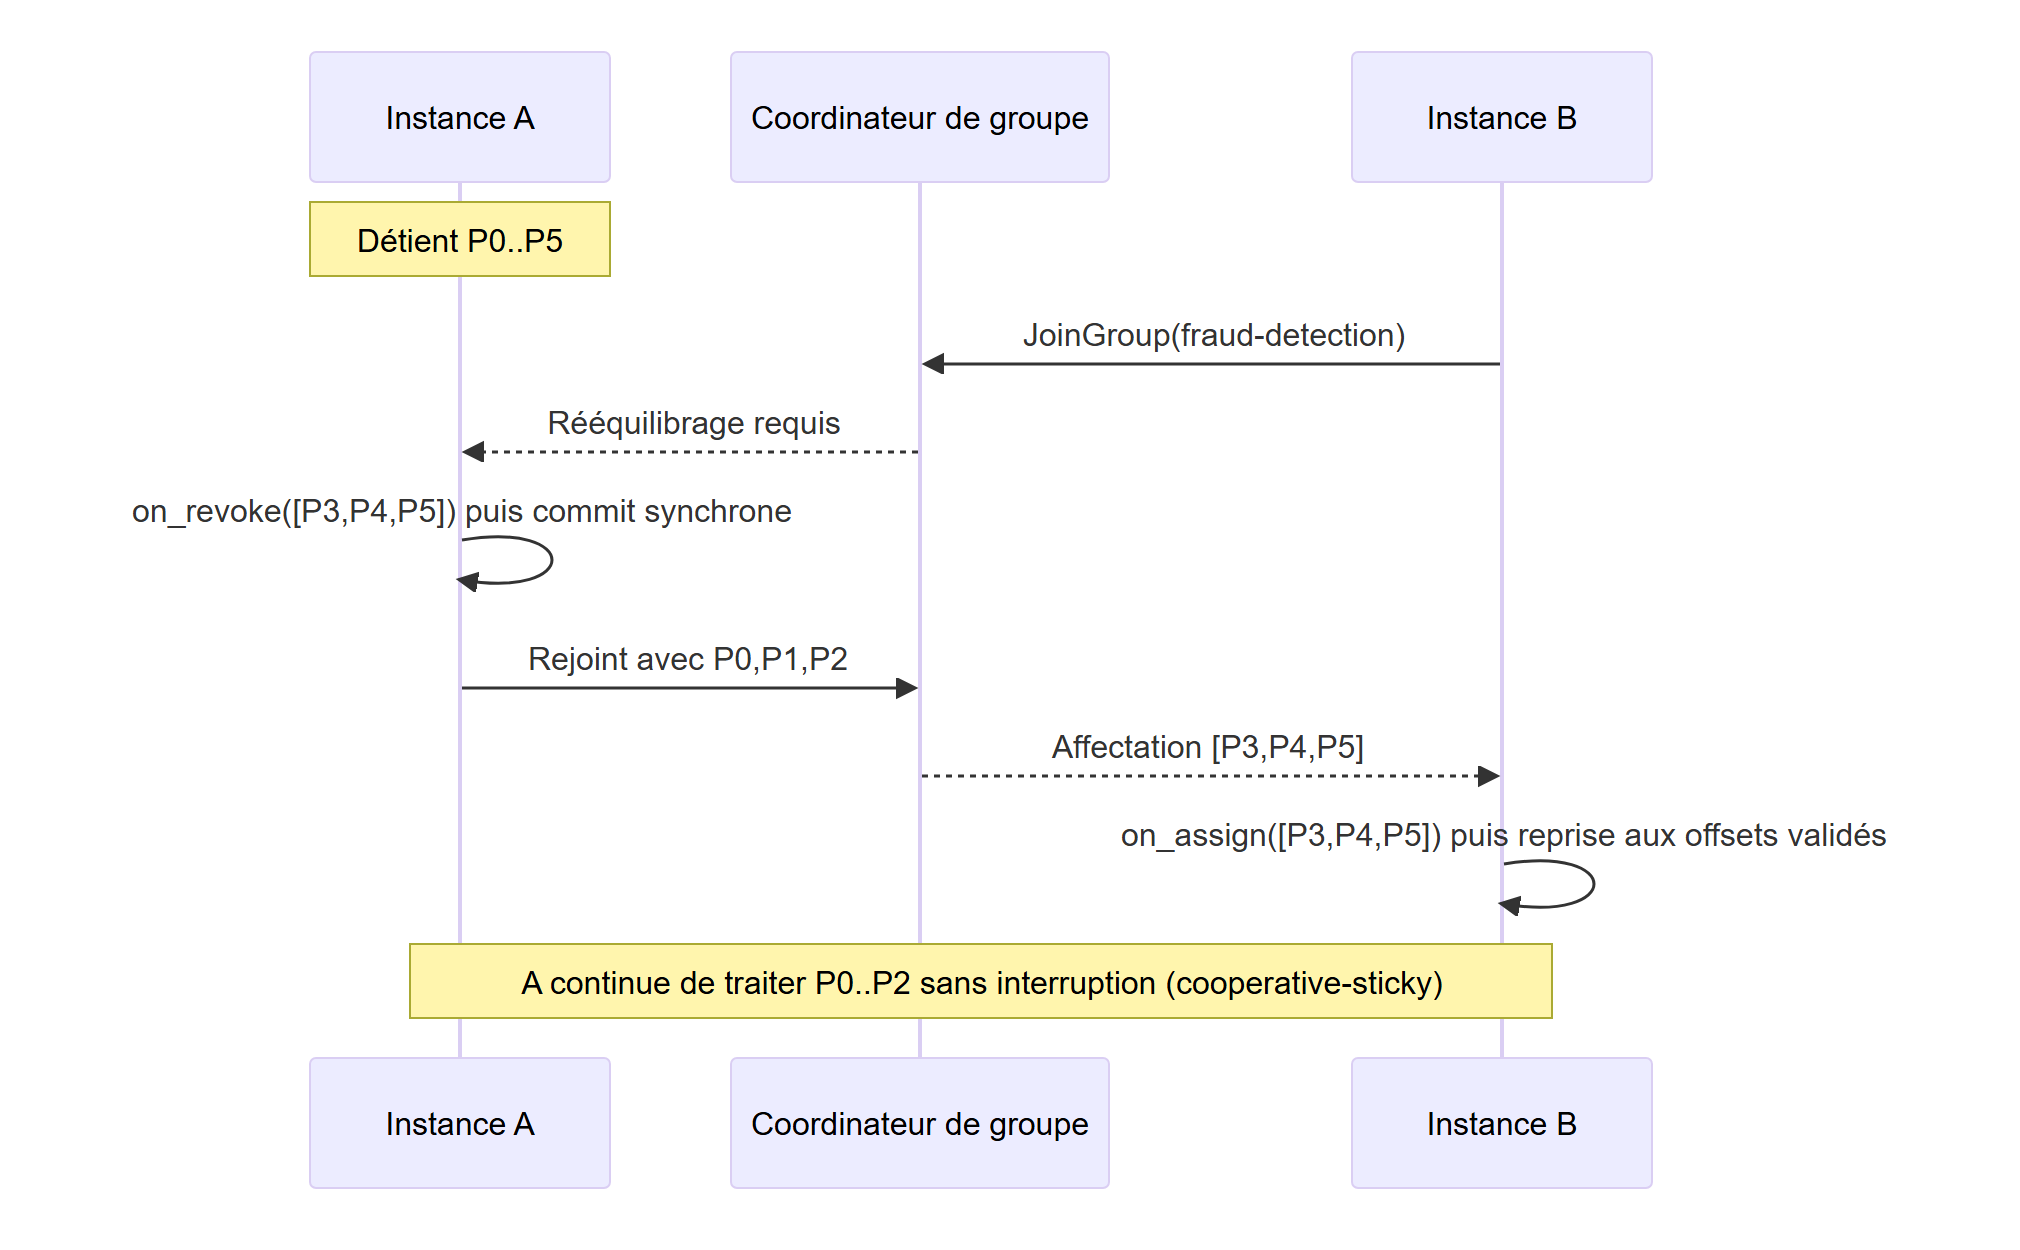 Instance A
Coordinateur de groupe
Instance B
Détient P0..P5
JoinGroup(fraud-detection)
Rééquilibrage requis
on_revoke([P3,P4,P5]) puis commit synchrone
Rejoint avec P0,P1,P2
Affectation [P3,P4,P5]
on_assign([P3,P4,P5]) puis reprise aux offsets validés
A continue de traiter P0..P2 sans interruption (cooperative-sticky)
Instance A
Coordinateur de groupe
Instance B